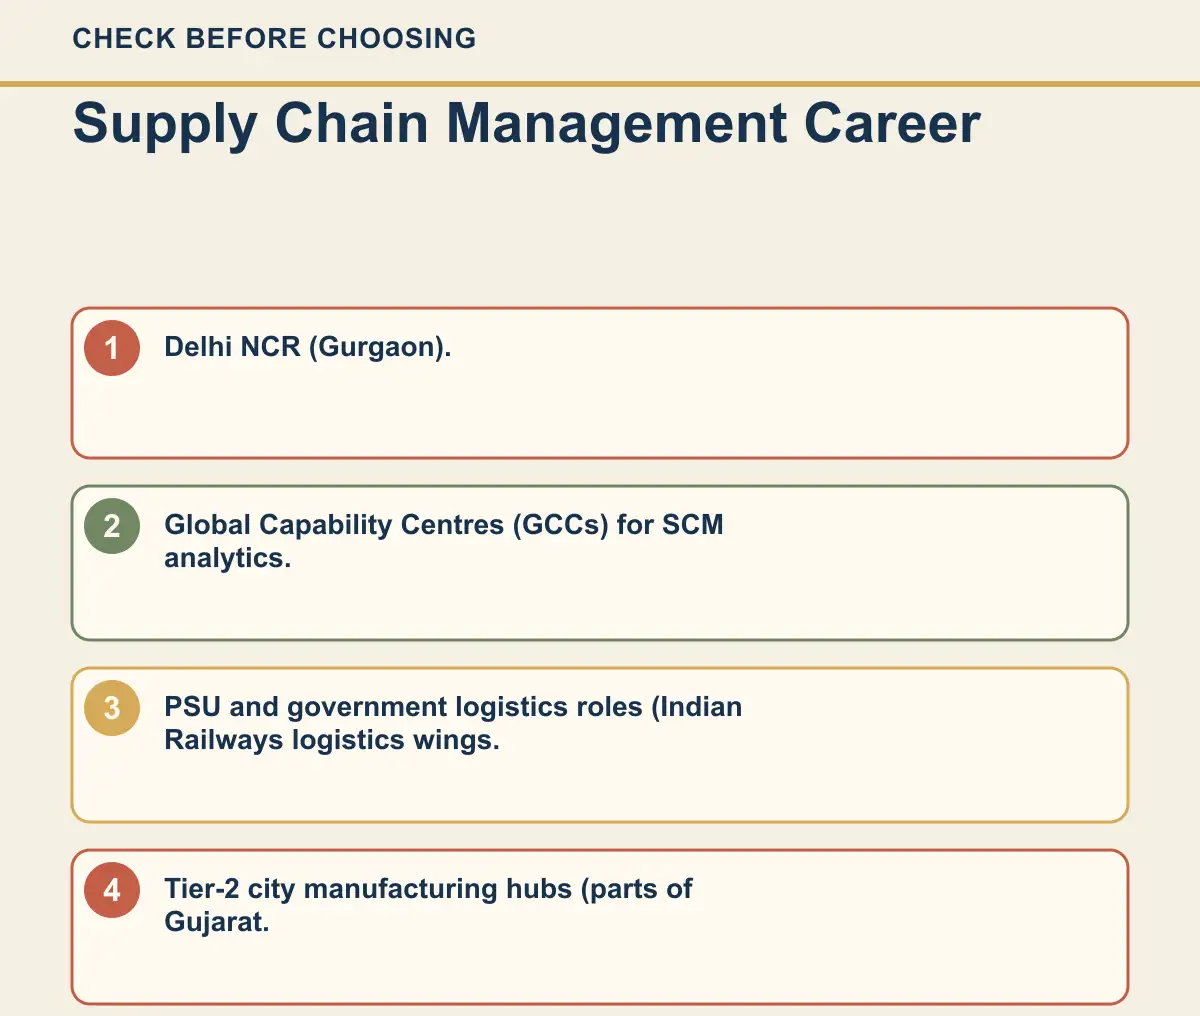 CHECK BEFORE CHOOSING
Supply Chain Management Career
1
Delhi NCR (Gurgaon).
2
Global Capability Centres (GCCs) for SCM
analytics.
3
PSU and government logistics roles (Indian
Railways logistics wings.
4
Tier-2 city manufacturing hubs (parts of
Gujarat.